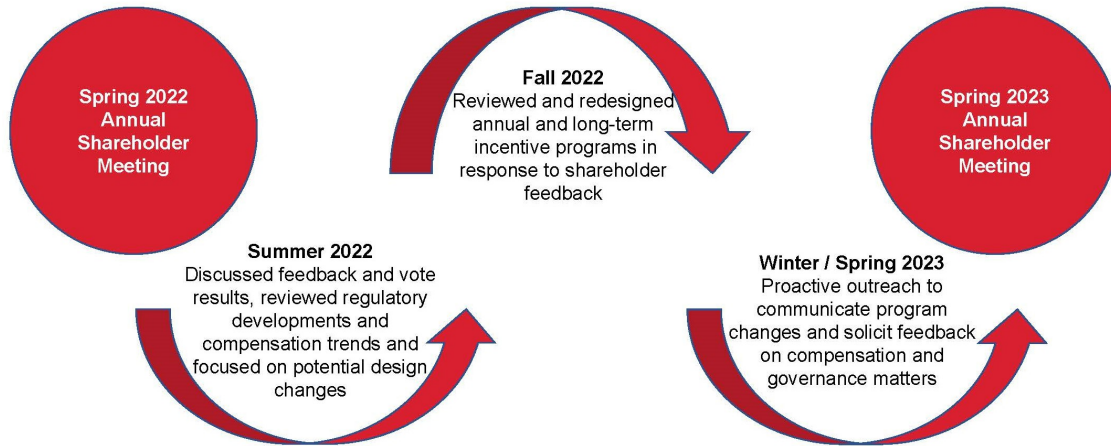 Spring 2022
Annual
Shareholder
Meeting
Summer 2022
Discussed feedback and vote
results, reviewed regulatory
developments and
compensation trends and
focused on potential design
changes
Fall 2022
Reviewed and redesigned
annual and long-term
incentive programs in
response to shareholder
feedback
Winter / Spring 2023
Proactive outreach to
communicate program
changes and solicit feedback
on compensation and
governance matters
Spring 2023
Annual
Shareholder
Meeting